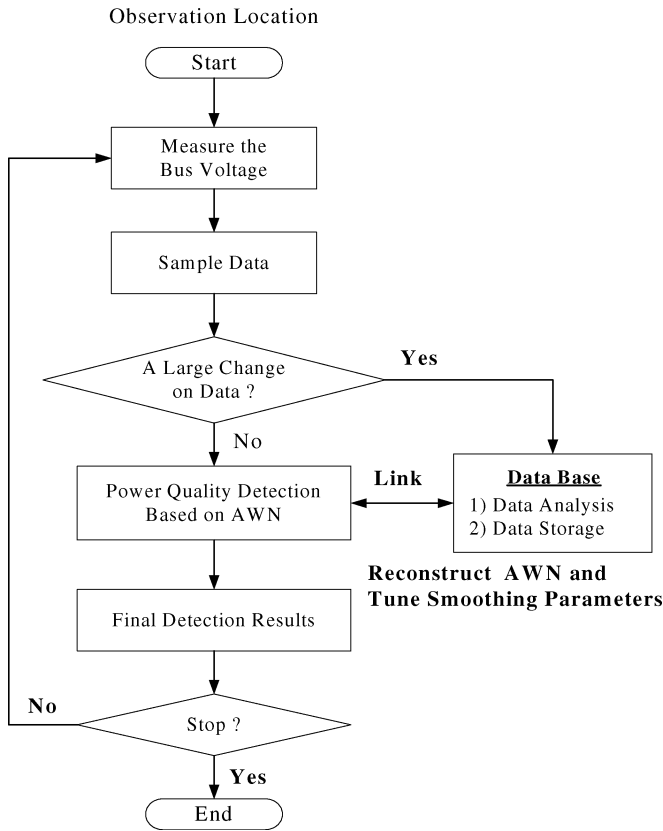 Observation Location
Start
Measure the
Bus Voltage
Sample Data
A Large Change
on Data ?
Yes
No
Power Quality Detection
Based on AWN
Link
Data Base
1) Data Analysis
2) Data Storage
Reconstruct AWN and
Tune Smoothing Parameters
Final Detection Results
No
Stop ?
Yes
End